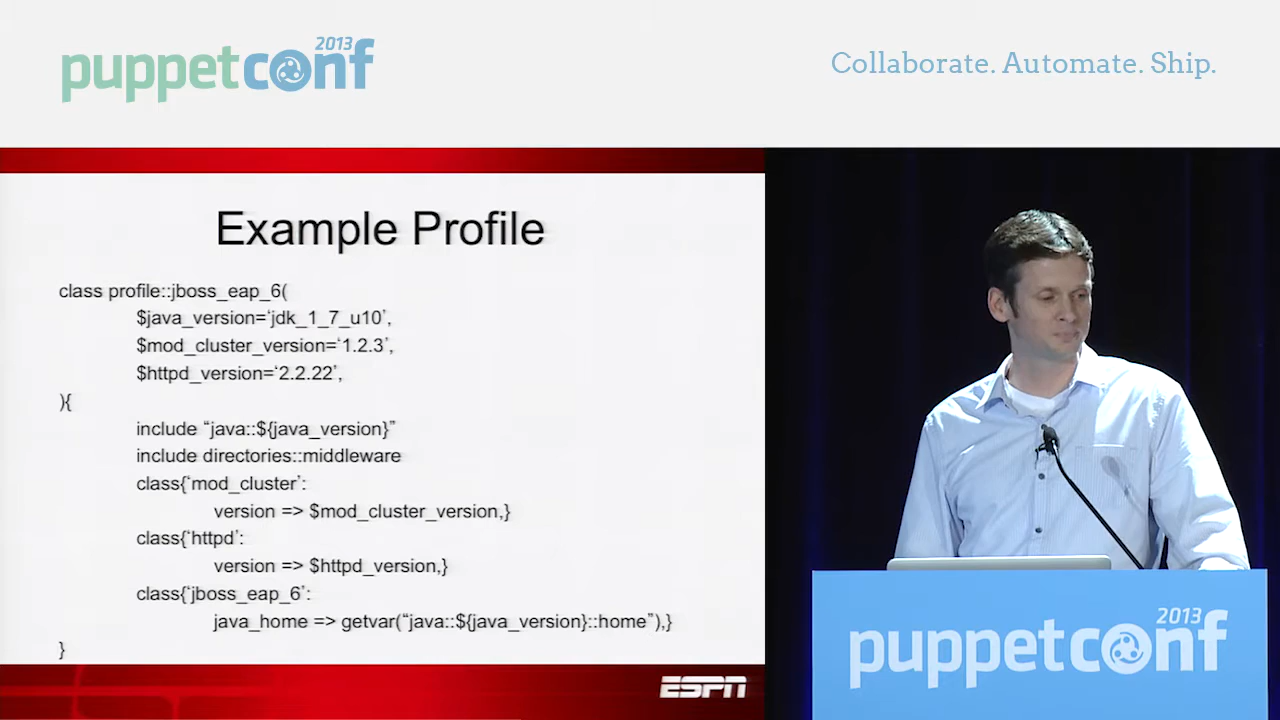 puppetconf 2013
Collaborate. Automate. Ship.
Example Profile
class profile::jboss_eap_6(
$java_version=‘jdk_1_7_u10’,
$mod_cluster_version=‘1.2.3’,
$httpd_version=‘2.2.22’,
){
include “java::${java_version}”
include directories::middleware
class{‘mod_cluster’:
version => $mod_cluster_version,}
class{‘httpd’:
version => $httpd_version,}
class{‘jboss_eap_6’:
java_home => getvar(“java::${java_version}::home”),}
}
ESPN
puppetconf 2013